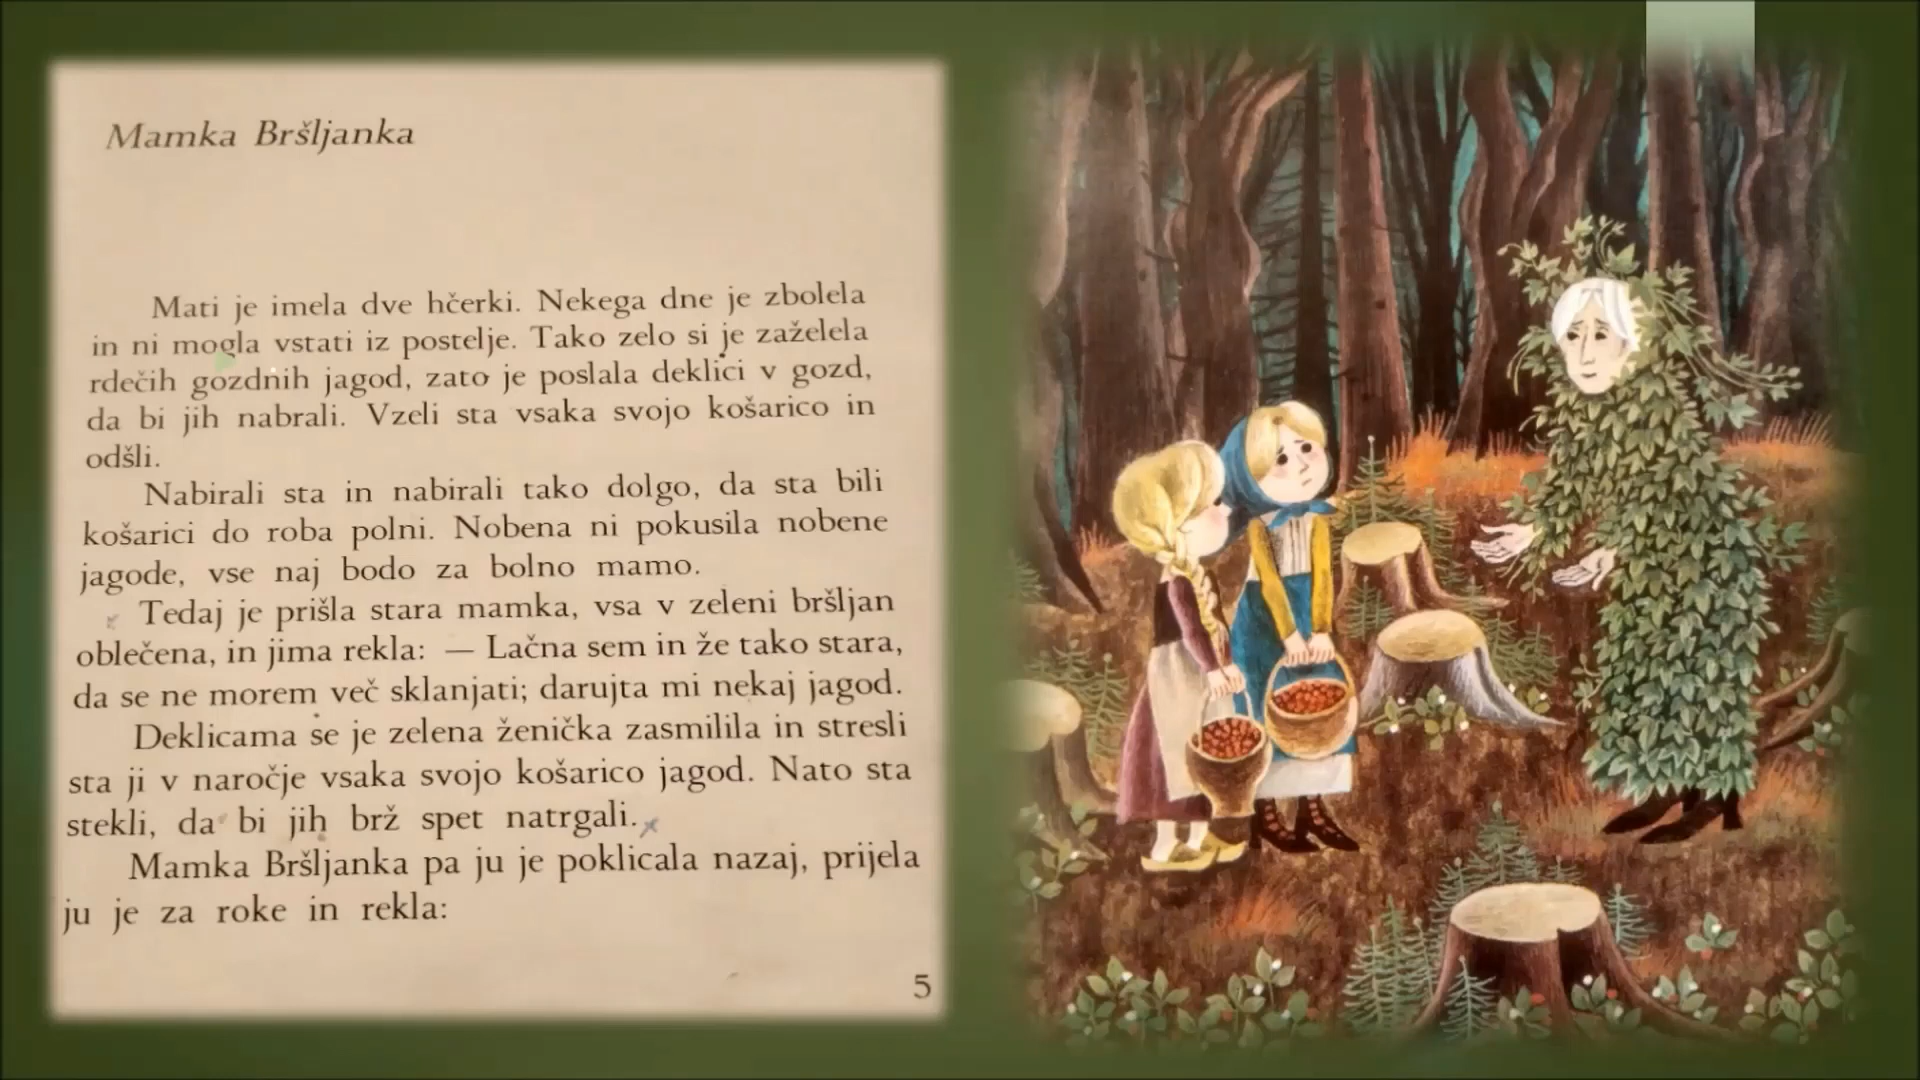 Mamka Bršljanka
Mati je imela dve hčerki. Nekega dne je zbolela
in ni mogla vstati iz postelje. Tako zelo si je zaželela
rdečih gozdnih jagod, zato je poslala deklici v gozd,
da bi jih nabrali. Vzeli sta vsaka svojo košarico in
odšli.
Nabirali sta in nabirali tako dolgo, da sta bili
košarici do roba polni. Nobena ni pokusila nobene
jagode, vse naj bodo za bolno mamo.
Tedaj je prišla stara mamka, vsa v zeleni bršljan
oblečena, in jima rekla: — Lačna sem in že tako stara,
da se ne morem več sklanjati; darujta mi nekaj jagod.
Deklicama se je zelena ženička zasmilila in stresli
sta ji v naročje vsaka svojo košarico jagod. Nato sta
stekli, da bi jih brž spet natrgali.
Mamka Bršljanka pa ju je poklicala nazaj, prijela
ju je za roke in rekla:
5